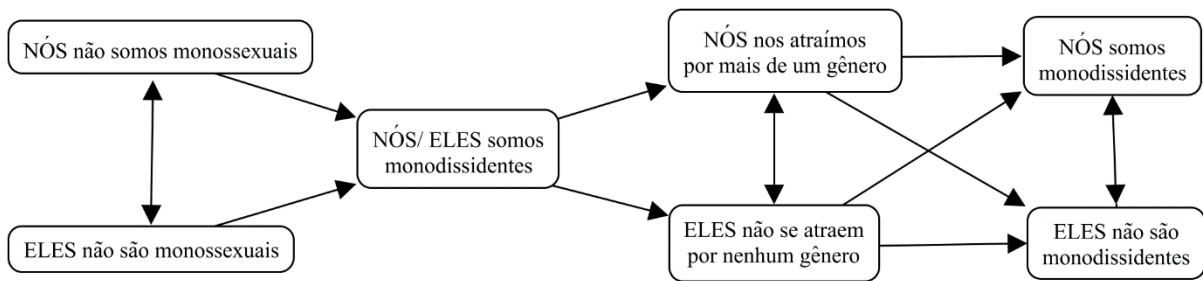 NÓS não somos monossexuais
ELES não são monossexuais
NÓS/ ELES somos
monodissidentes
NÓS nos atraímos
por mais de um gênero
ELES não se atraem
por nenhum gênero
NÓS somos
monodissidentes
ELES não são
monodissidentes